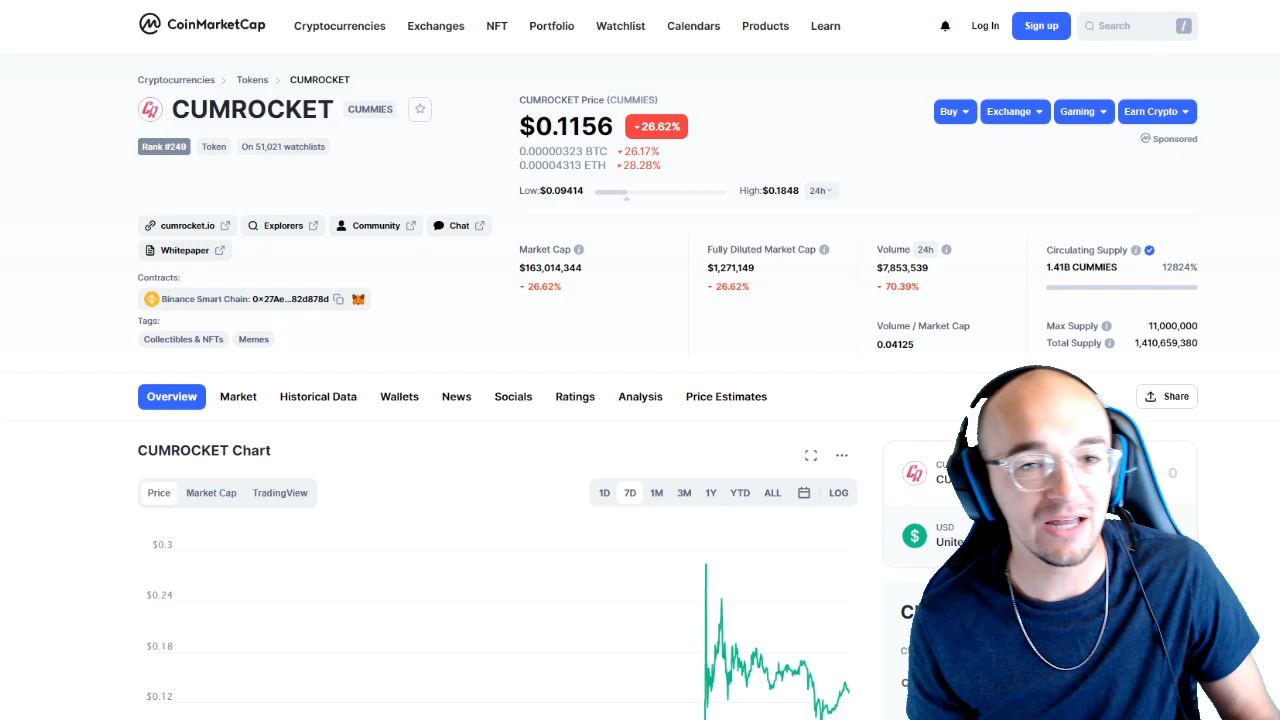 CoinMarketCap Cryptocurrencies Exchanges NFT Portfolio Watchlist Calendars Products Learn Log In Sign up Search /
Cryptocurrencies > Tokens > CUMROCKET
CUMROCKET CUMMIES
Rank #249 Token On 51,021 watchlists
CUMROCKET Price (CUMMIES)
$0.1156 26.62%
0.00000323 BTC 26.17%
0.00004313 ETH 28.28%
Low:$0.09414 High:$0.1848 24h
Buy Exchange Gaming Earn Crypto
Sponsored
cumrocket.io Explorers Community Chat
Whitepaper
Contracts:
Binance Smart Chain: 0x27Ae...82d878d
Tags:
Collectibles & NFTs Memes
Market Cap
$163,014,344
26.62%
Fully Diluted Market Cap
$1,271,149
26.62%
Volume 24h
$7,853,539
70.39%
Volume / Market Cap
0.04125
Circulating Supply
1.41B CUMMIES 12824%
Max Supply 11,000,000
Total Supply 1,410,659,380
Overview Market Historical Data Wallets News Socials Ratings Analysis Price Estimates Share
CUMROCKET Chart
Price Market Cap TradingView 1D 7D 1M 3M 1Y YTD ALL LOG
$0.3
$0.24
$0.18
$0.12
CR
0
USD
$